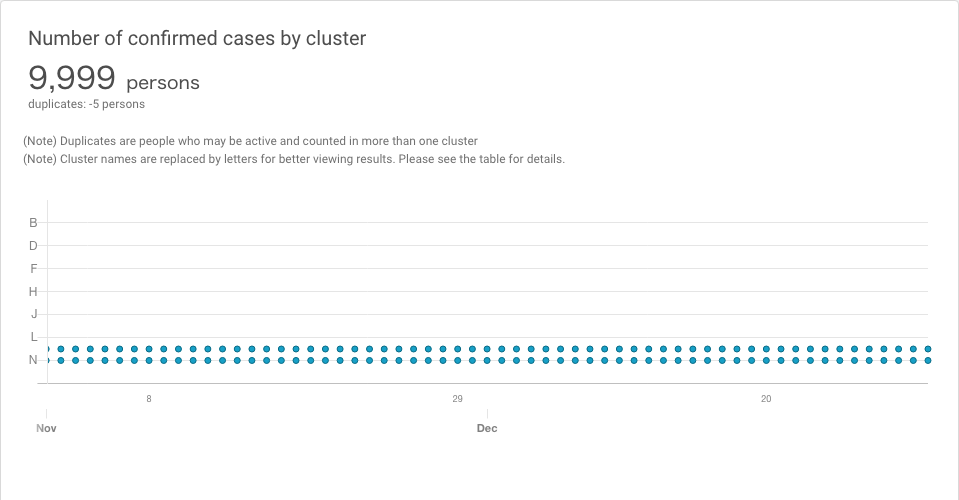 Number of confirmed cases by cluster
9,999 persons
duplicates: -5 persons
(Note) Duplicates are people who may be active and counted in more than one cluster
(Note) Cluster names are replaced by letters for better viewing results. Please see the table for details.
B
D
F
H
J
L
N
8 29 20
Nov Dec